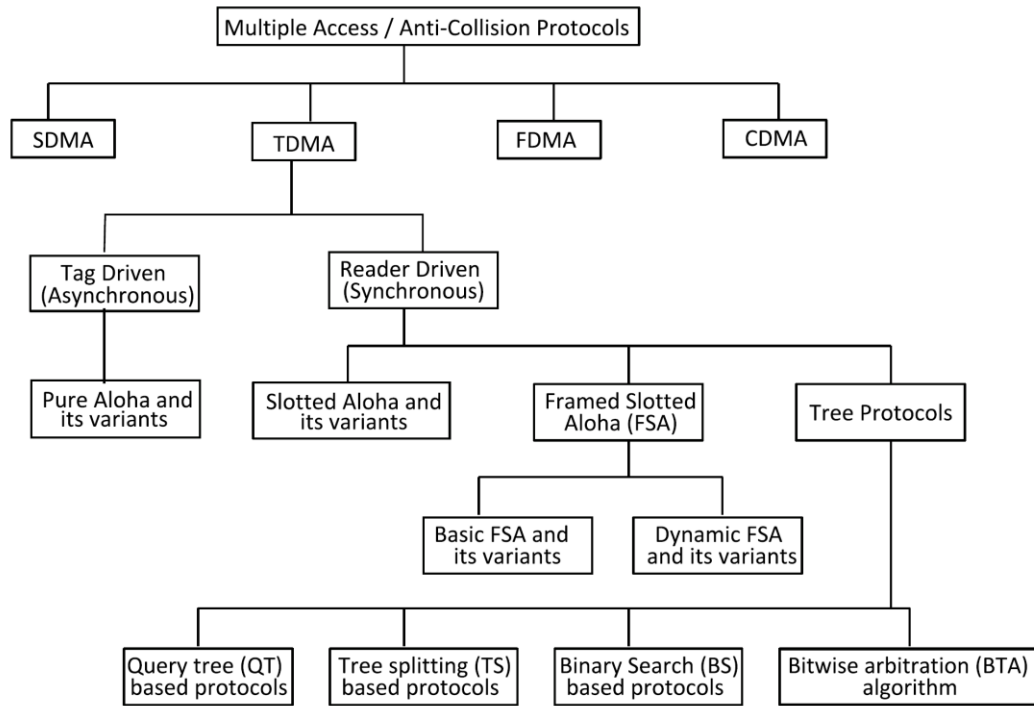 Multiple Access / Anti-Collision Protocols
SDMA
TDMA
FDMA
CDMA
Tag Driven
(Asynchronous)
Reader Driven
(Synchronous)
Pure Aloha and
its variants
Slotted Aloha and
its variants
Framed Slotted
Aloha (FSA)
Tree Protocols
Basic FSA and
its variants
Dynamic FSA
and its variants
Query tree (QT)
based protocols
Tree splitting (TS)
based protocols
Binary Search (BS)
based protocols
Bitwise arbitration (BTA)
algorithm